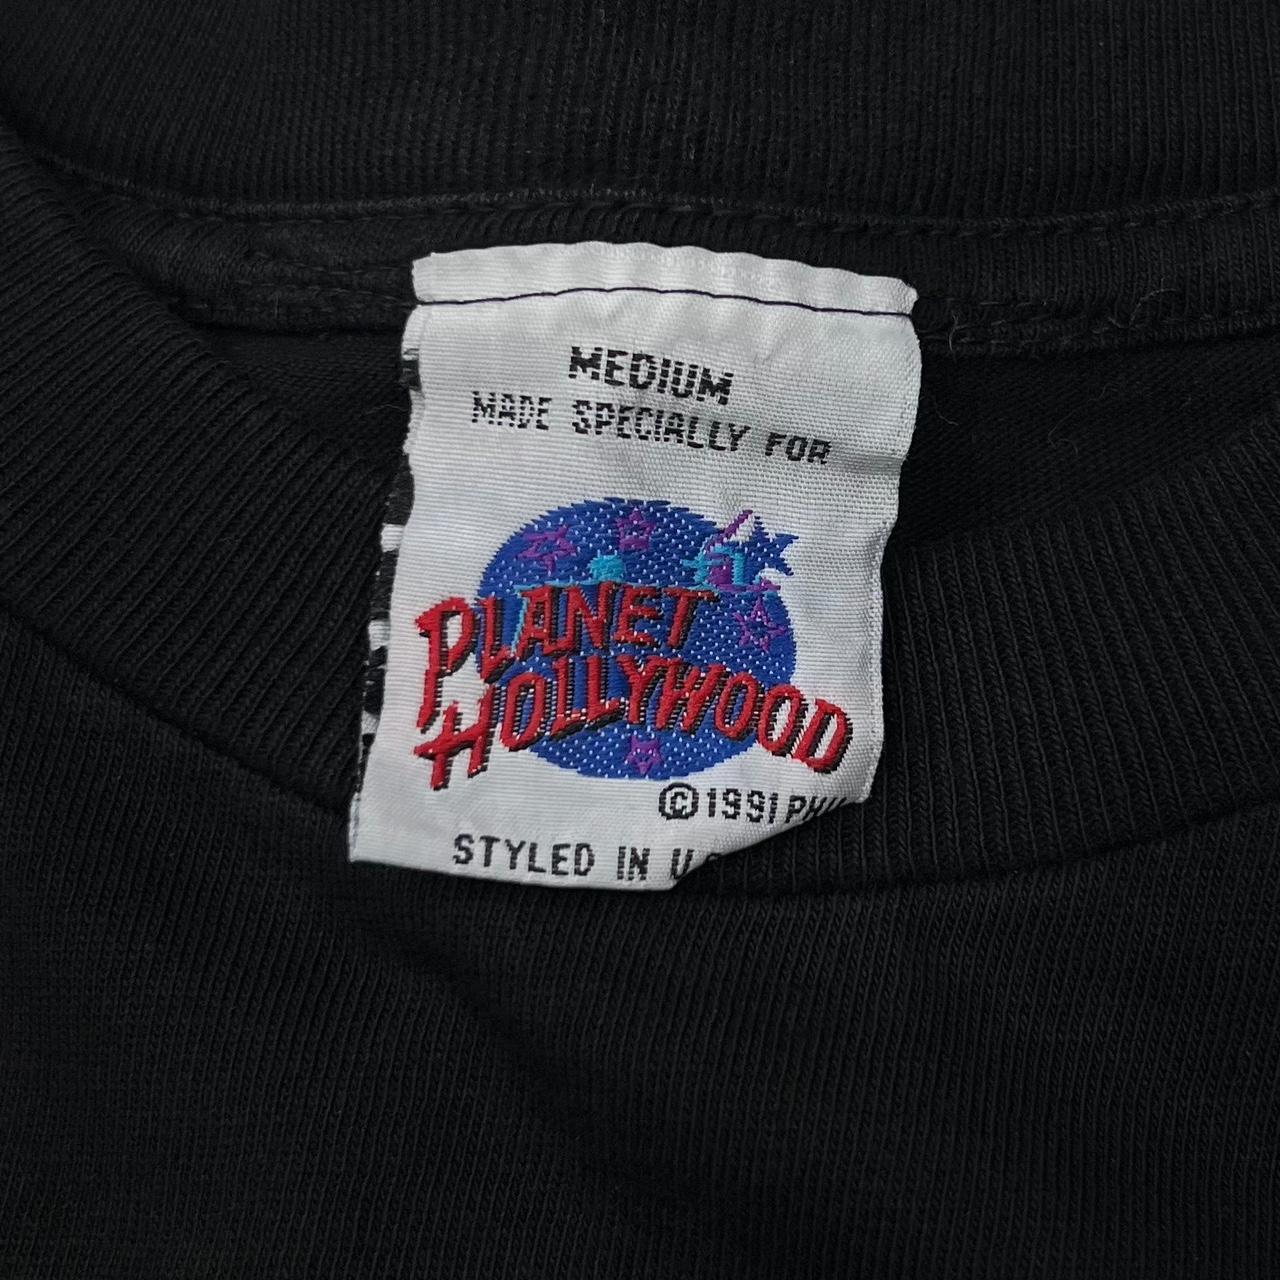 MEDIUM
MADE SPECIALLY FOR
PLANET
HOLLYWOOD
©1991
STYLED IN